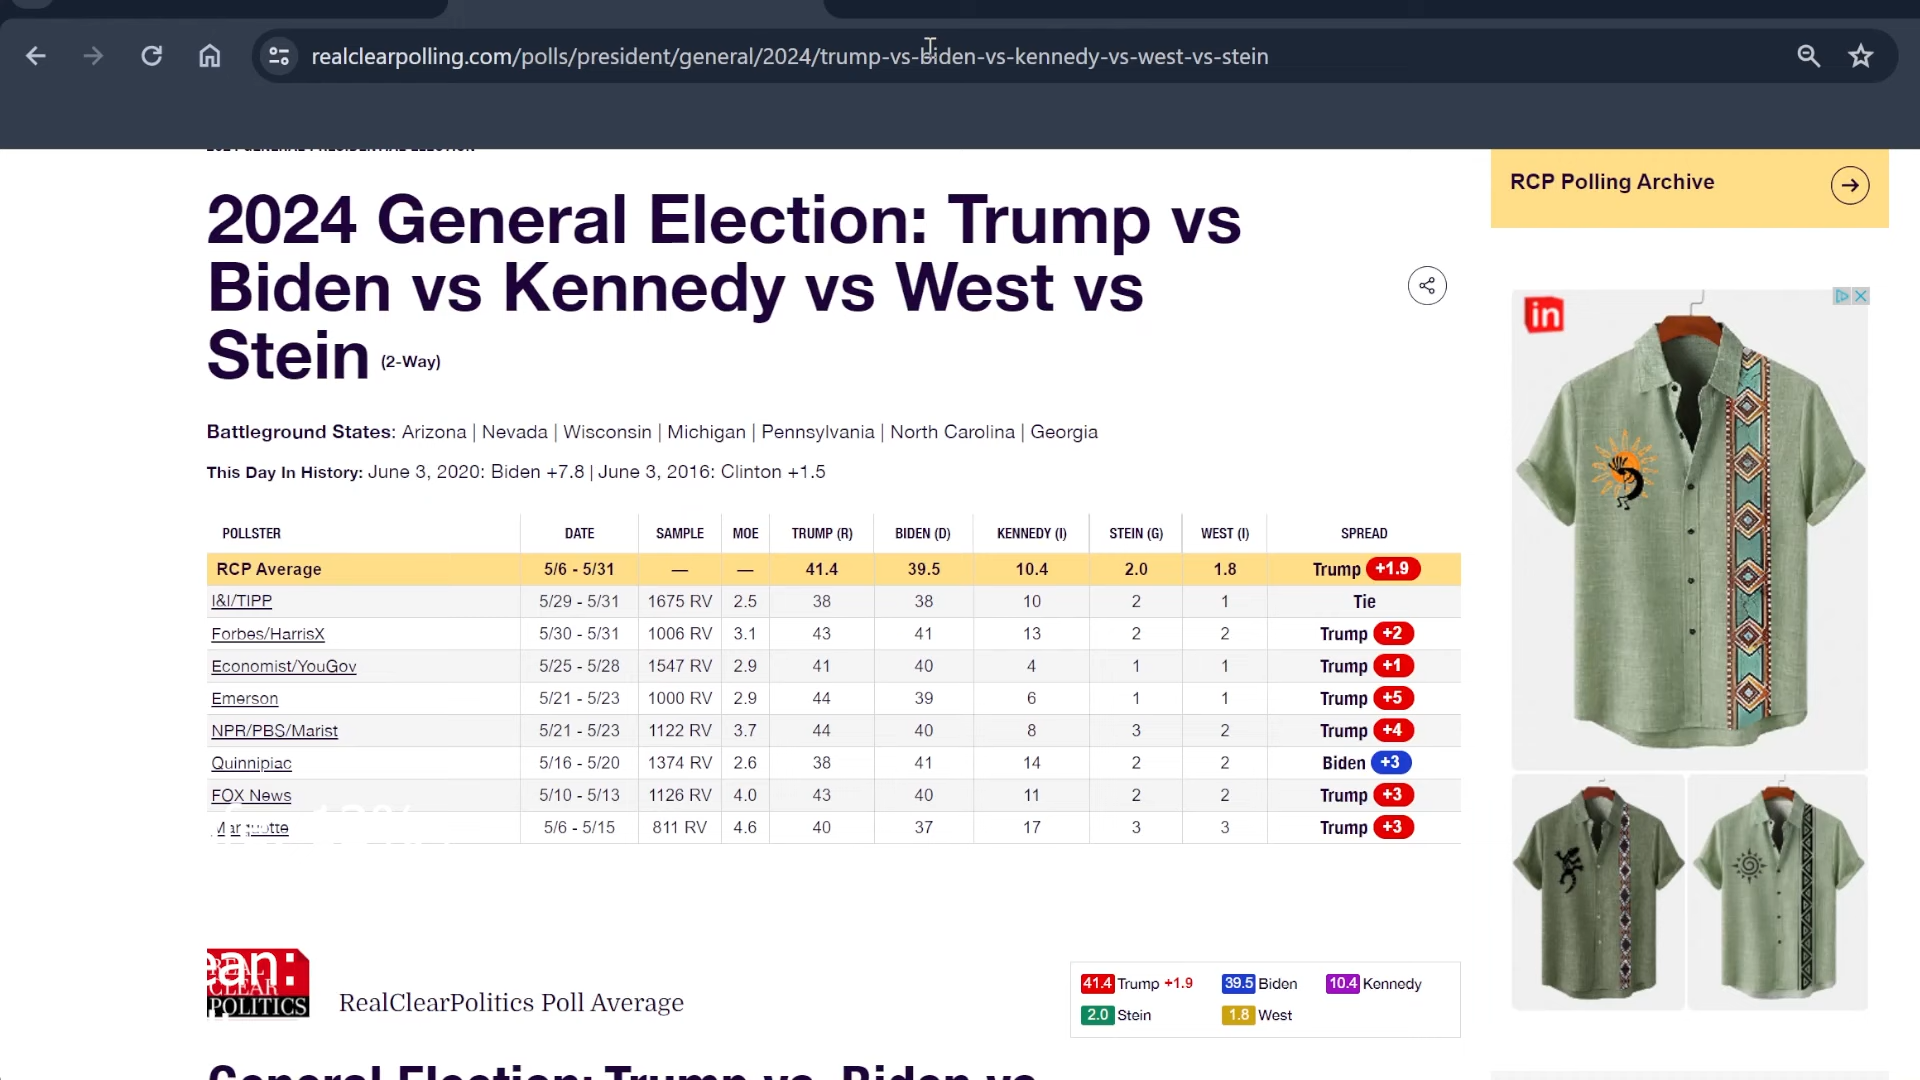 realclearpolling.com/polls/president/general/2024/trump-vs-biden-vs-kennedy-vs-west-vs-stein
RCP Polling Archive
2024 General Election: Trump vs
Biden vs Kennedy vs West vs
Stein (2-Way)
Battleground States: Arizona | Nevada | Wisconsin | Michigan | Pennsylvania | North Carolina | Georgia
This Day In History: June 3, 2020: Biden +7.8 | June 3, 2016: Clinton +1.5
POLLSTER DATE SAMPLE MOE TRUMP (R) BIDEN (D) KENNEDY (I) STEIN (G) WEST (I) SPREAD
RCP Average 5/6 - 5/31 — — 41.4 39.5 10.4 2.0 1.8 Trump +1.9
I&I/TIPP 5/29 - 5/31 1675 RV 2.5 38 38 10 2 1 Tie
Forbes/HarrisX 5/30 - 5/31 1006 RV 3.1 43 41 13 2 2 Trump +2
Economist/YouGov 5/25 - 5/28 1547 RV 2.9 41 40 4 1 1 Trump +1
Emerson 5/21 - 5/23 1000 RV 2.9 44 39 6 1 1 Trump +5
NPR/PBS/Marist 5/21 - 5/23 1122 RV 3.7 44 40 8 3 2 Trump +4
Quinnipiac 5/16 - 5/20 1374 RV 2.6 38 41 14 2 2 Biden +3
FOX News 5/10 - 5/13 1126 RV 4.0 43 40 11 2 2 Trump +3
Marquette 5/6 - 5/15 811 RV 4.6 40 37 17 3 3 Trump +3
in
REAL
CLEAR
POLITICS
ean:
RealClearPolitics Poll Average
41.4 Trump +1.9 39.5 Biden 10.4 Kennedy
2.0 Stein 1.8 West
General Election: Trump vs. Biden vs